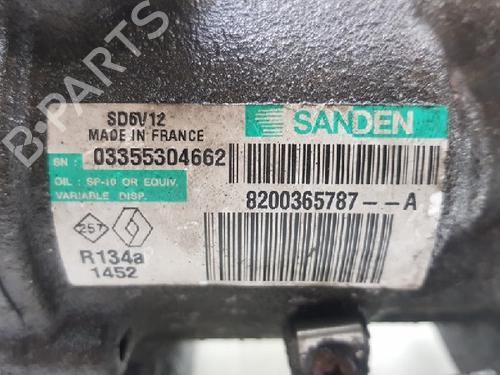 B-PARTS
SD6V12
MADE IN FRANCE
SANDEN
SN: 03355304662
OIL: SP-10 OR EQUIV.
VARIABLE DISP.
8200365787--A
257
R134a
1452